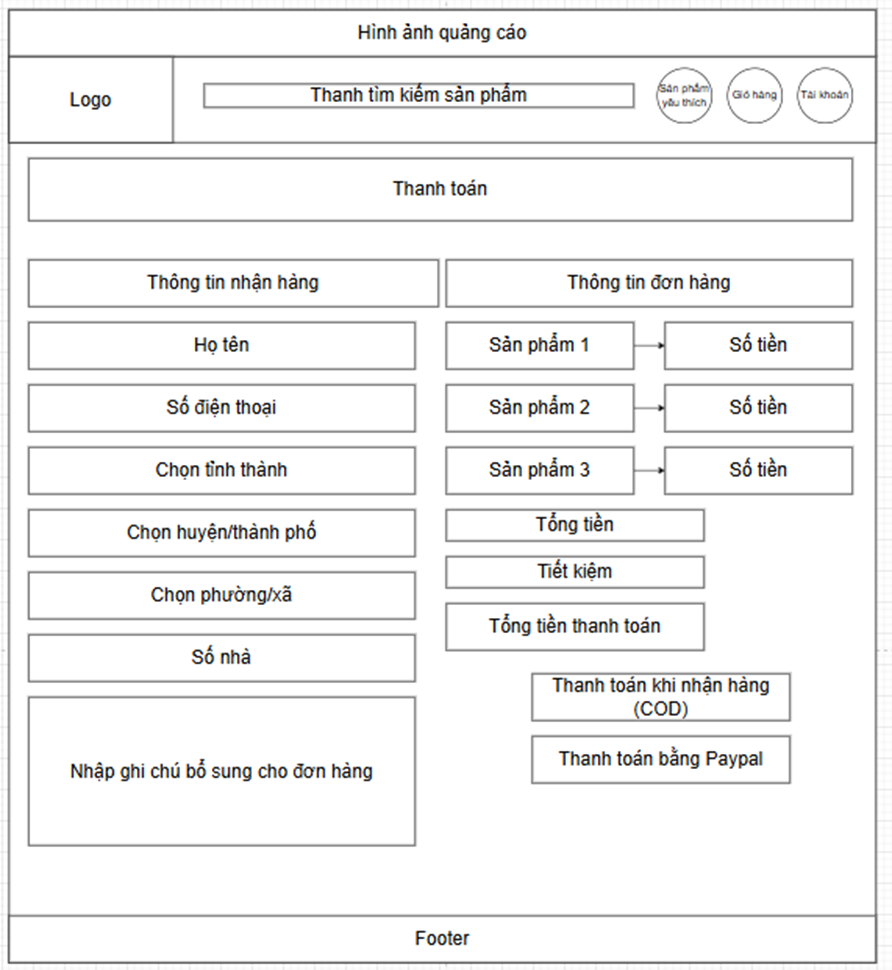 Hình ảnh quảng cáo
Logo
Thanh tìm kiếm sản phẩm
Sản phẩm
yêu thích
Giỏ hàng
Tài khoản
Thanh toán
Thông tin nhận hàng
Họ tên
Số điện thoại
Chọn tỉnh thành
Chọn huyện/thành phố
Chọn phường/xã
Số nhà
Nhập ghi chú bổ sung cho đơn hàng
Thông tin đơn hàng
Sản phẩm 1
Số tiền
Sản phẩm 2
Số tiền
Sản phẩm 3
Số tiền
Tổng tiền
Tiết kiệm
Tổng tiền thanh toán
Thanh toán khi nhận hàng
(COD)
Thanh toán bằng Paypal
Footer